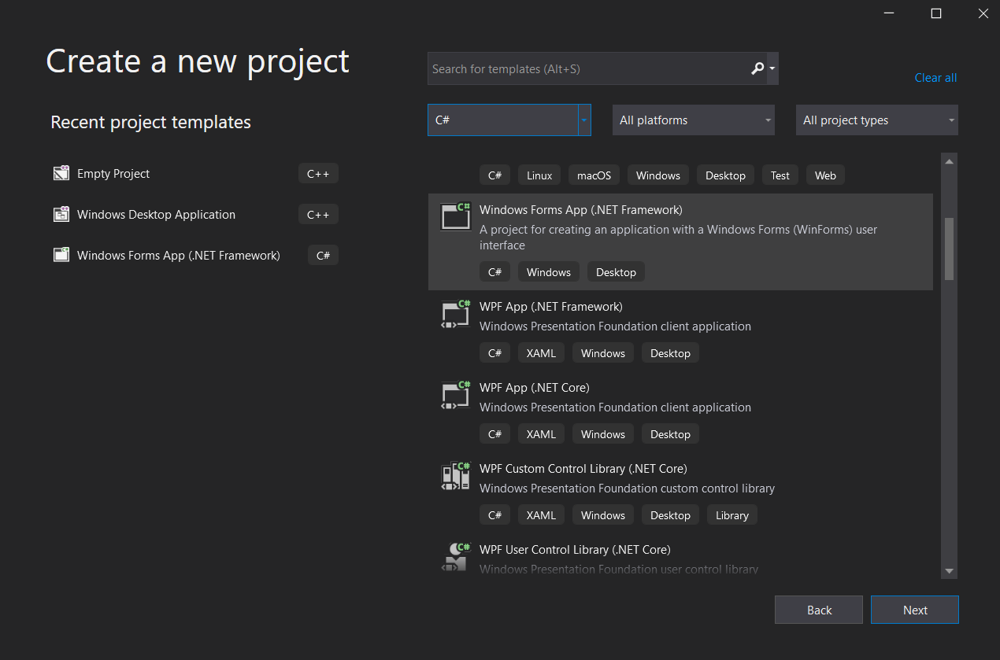 Create a new project
Recent project templates
Empty Project C++
Windows Desktop Application C++
Windows Forms App (.NET Framework) C#
Search for templates (Alt+S)
Clear all
C# All platforms All project types
C# Linux macOS Windows Desktop Test Web
C#
Windows Forms App (.NET Framework)
A project for creating an application with a Windows Forms (WinForms) user
interface
C# Windows Desktop
C#
WPF App (.NET Framework)
Windows Presentation Foundation client application
C# XAML Windows Desktop
C#
WPF App (.NET Core)
Windows Presentation Foundation client application
C# XAML Windows Desktop
C#
WPF Custom Control Library (.NET Core)
Windows Presentation Foundation custom control library
C# XAML Windows Desktop Library
C#
WPF User Control Library (.NET Core)
Windows Presentation Foundation user control library
Back Next